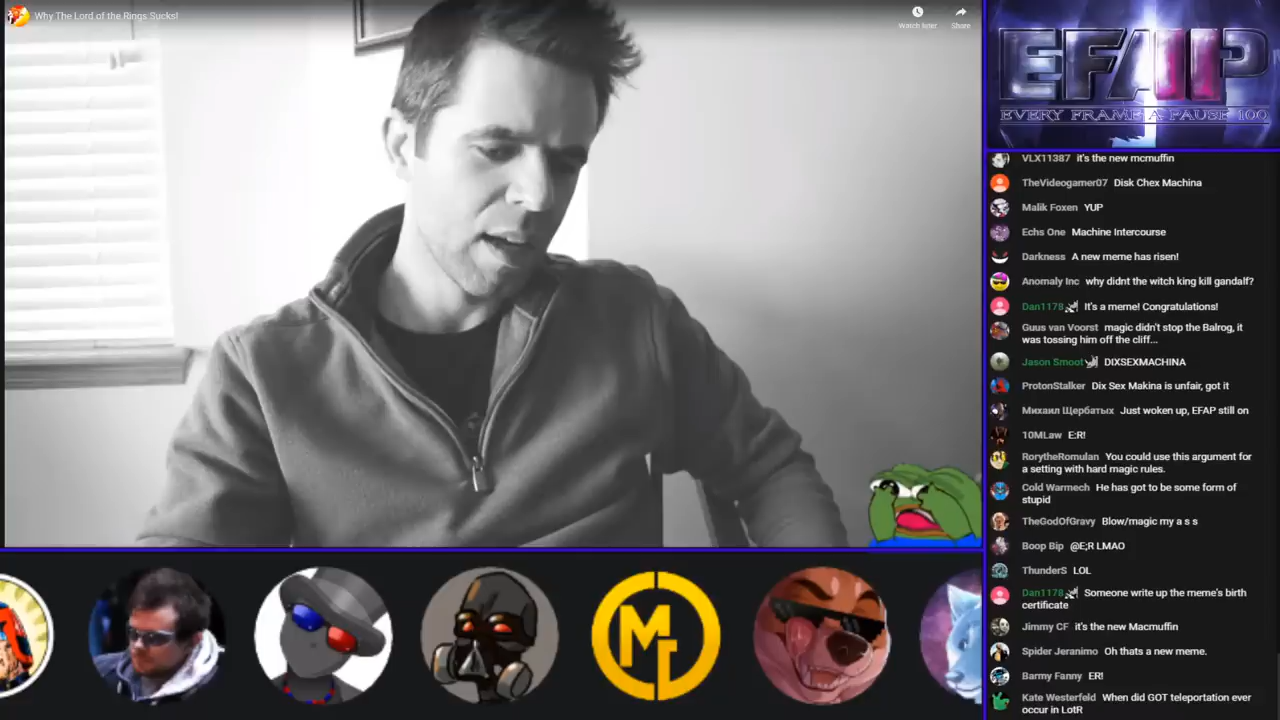 Why The Lord of the Rings Sucks!
Watch later
Share
EFAP
EVERY FRAME A PAUSE 100
VLX11387 it's the new mcmuffin
TheVideogamer07 Disk Chex Machina
Malik Foxen YUP
Echs One Machine Intercourse
Darkness A new meme has risen!
Anomaly Inc why didnt the witch king kill gandalf?
Dan1178 It's a meme! Congratulations!
Guus van Voorst magic didn't stop the Balrog, it
was tossing him off the cliff...
Jason Smoot DIXSEXMACHINA
ProtonStalker Dix Sex Makina is unfair, got it
Михаил Щербатых Just woken up, EFAP still on
10MLaw E:R!
RorytheRomulan You could use this argument for
a setting with hard magic rules.
Cold Warmech He has got to be some form of
stupid
TheGodOfGravy Blow/magic my a s s
Boop Bip @E;R LMAO
ThunderS LOL
Dan1178 Someone write up the meme's birth
certificate
Jimmy CF it's the new Macmuffin
Spider Jeranimo Oh thats a new meme.
Barmy Fanny ER!
Kate Westerfeld When did GOT teleportation ever
occur in LotR